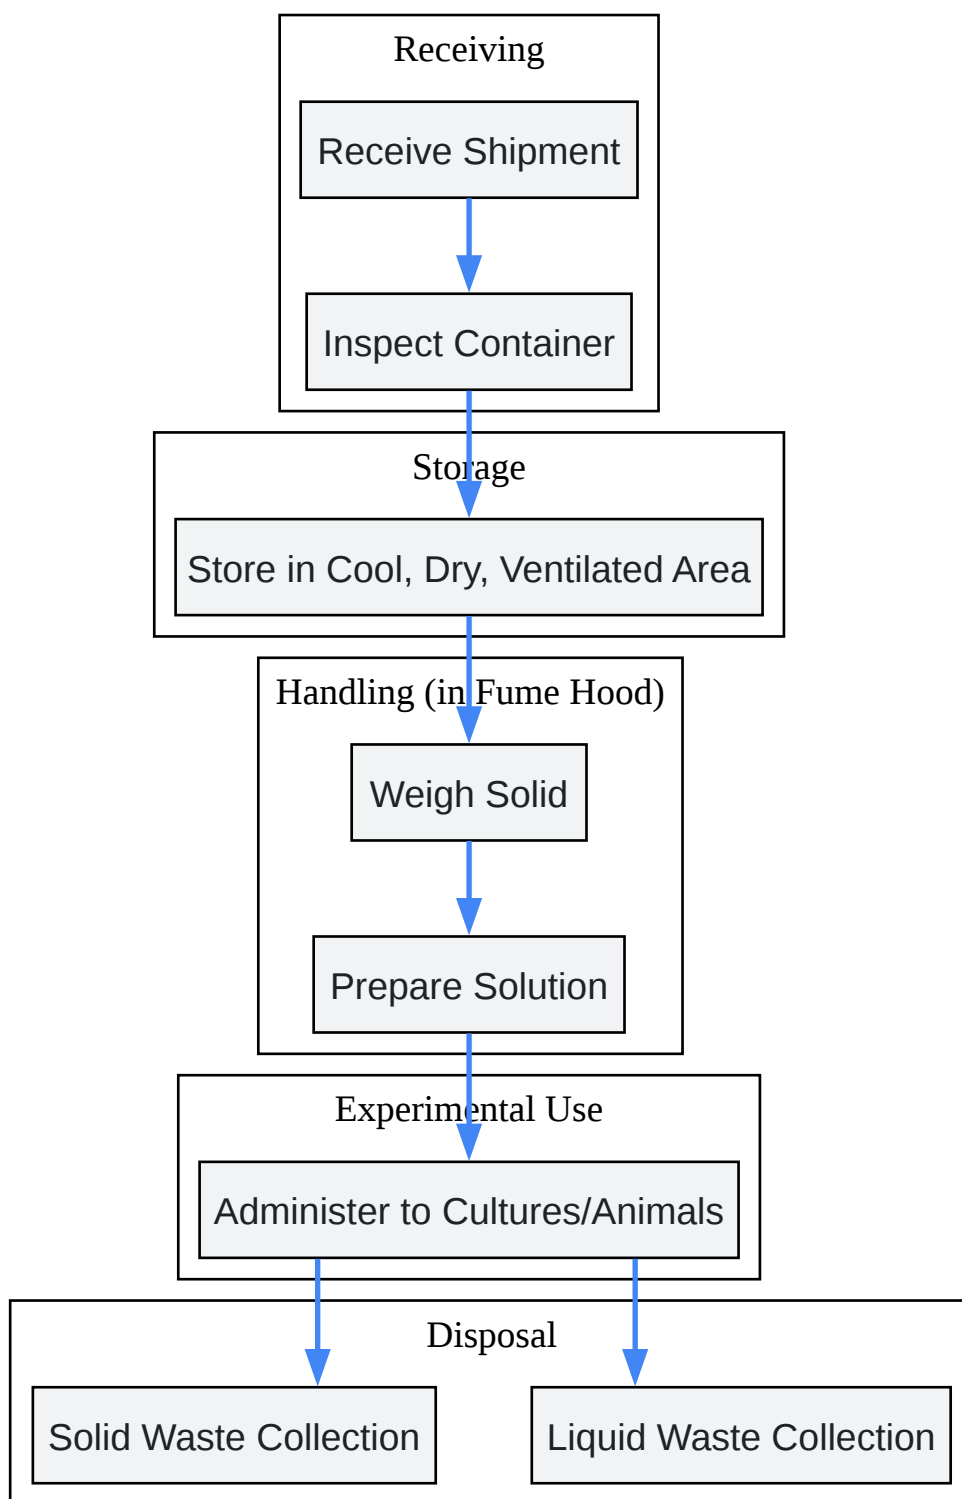 Receiving
Receive Shipment
Inspect Container
Storage
Store in Cool, Dry, Ventilated Area
Handling (in Fume Hood)
Weigh Solid
Prepare Solution
Experimental Use
Administer to Cultures/Animals
Disposal
Solid Waste Collection
Liquid Waste Collection